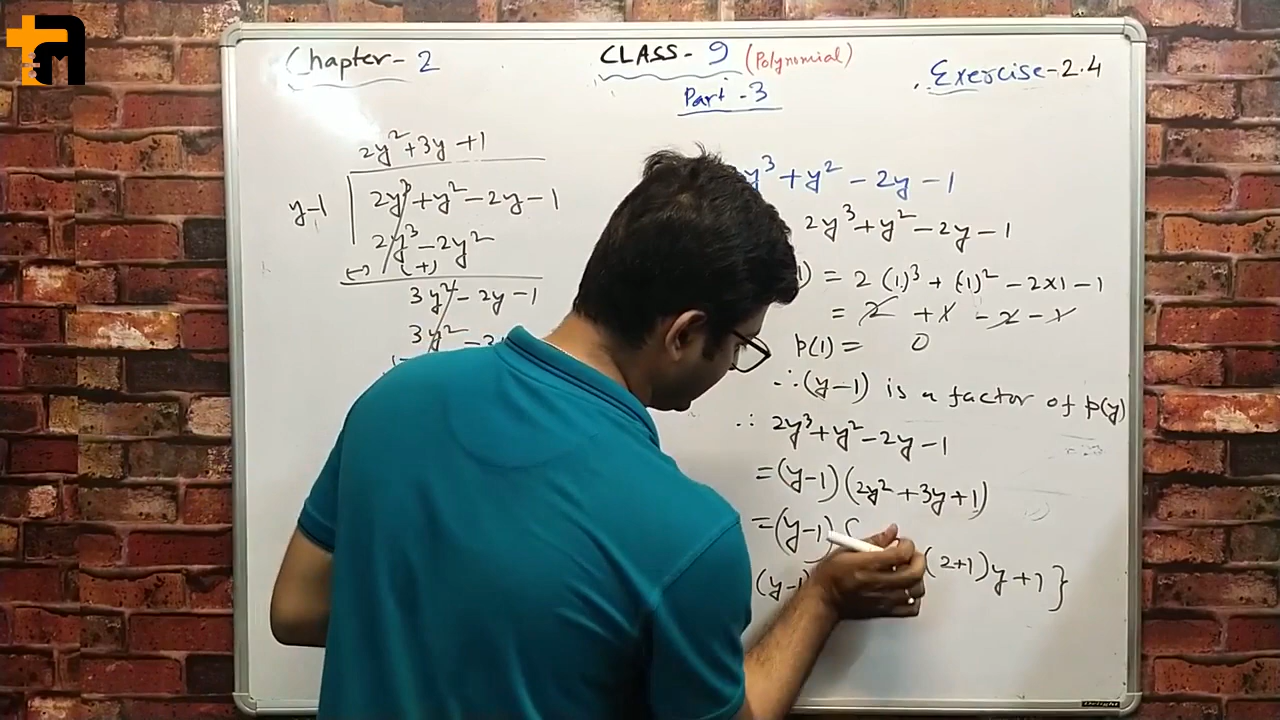 Chapter-2
CLASS-9 (Polynomial)
Part-3
Exercise-2.4
2y²+3y+1
y-1
2y³+y²-2y-1
2y³-2y²
(-) (+)
3y²-2y-1
3y²
y³+y²-2y-1
2y³+y²-2y-1
1) = 2(1)³+(1)²-2×1-1
= 2 +1 -2-1
p(1) = 0
∴(y-1) is a factor of p(y)
∴ 2y³+y²-2y-1
=(y-1)(2y²+3y+1)
=(y-1)
(y-1) (2+1)y+1}